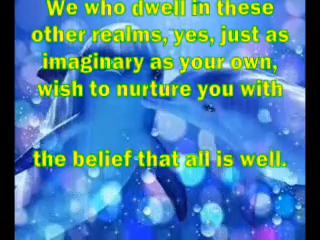 We who dwell in these
other realms, yes, just as
imaginary as your own,
wish to nurture you with
the belief that all is well.